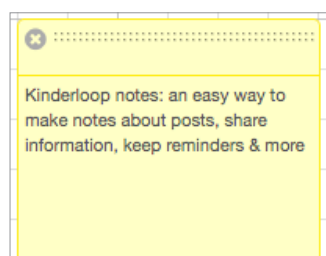 Kinderloop notes: an easy way to
make notes about posts, share
information, keep reminders & more